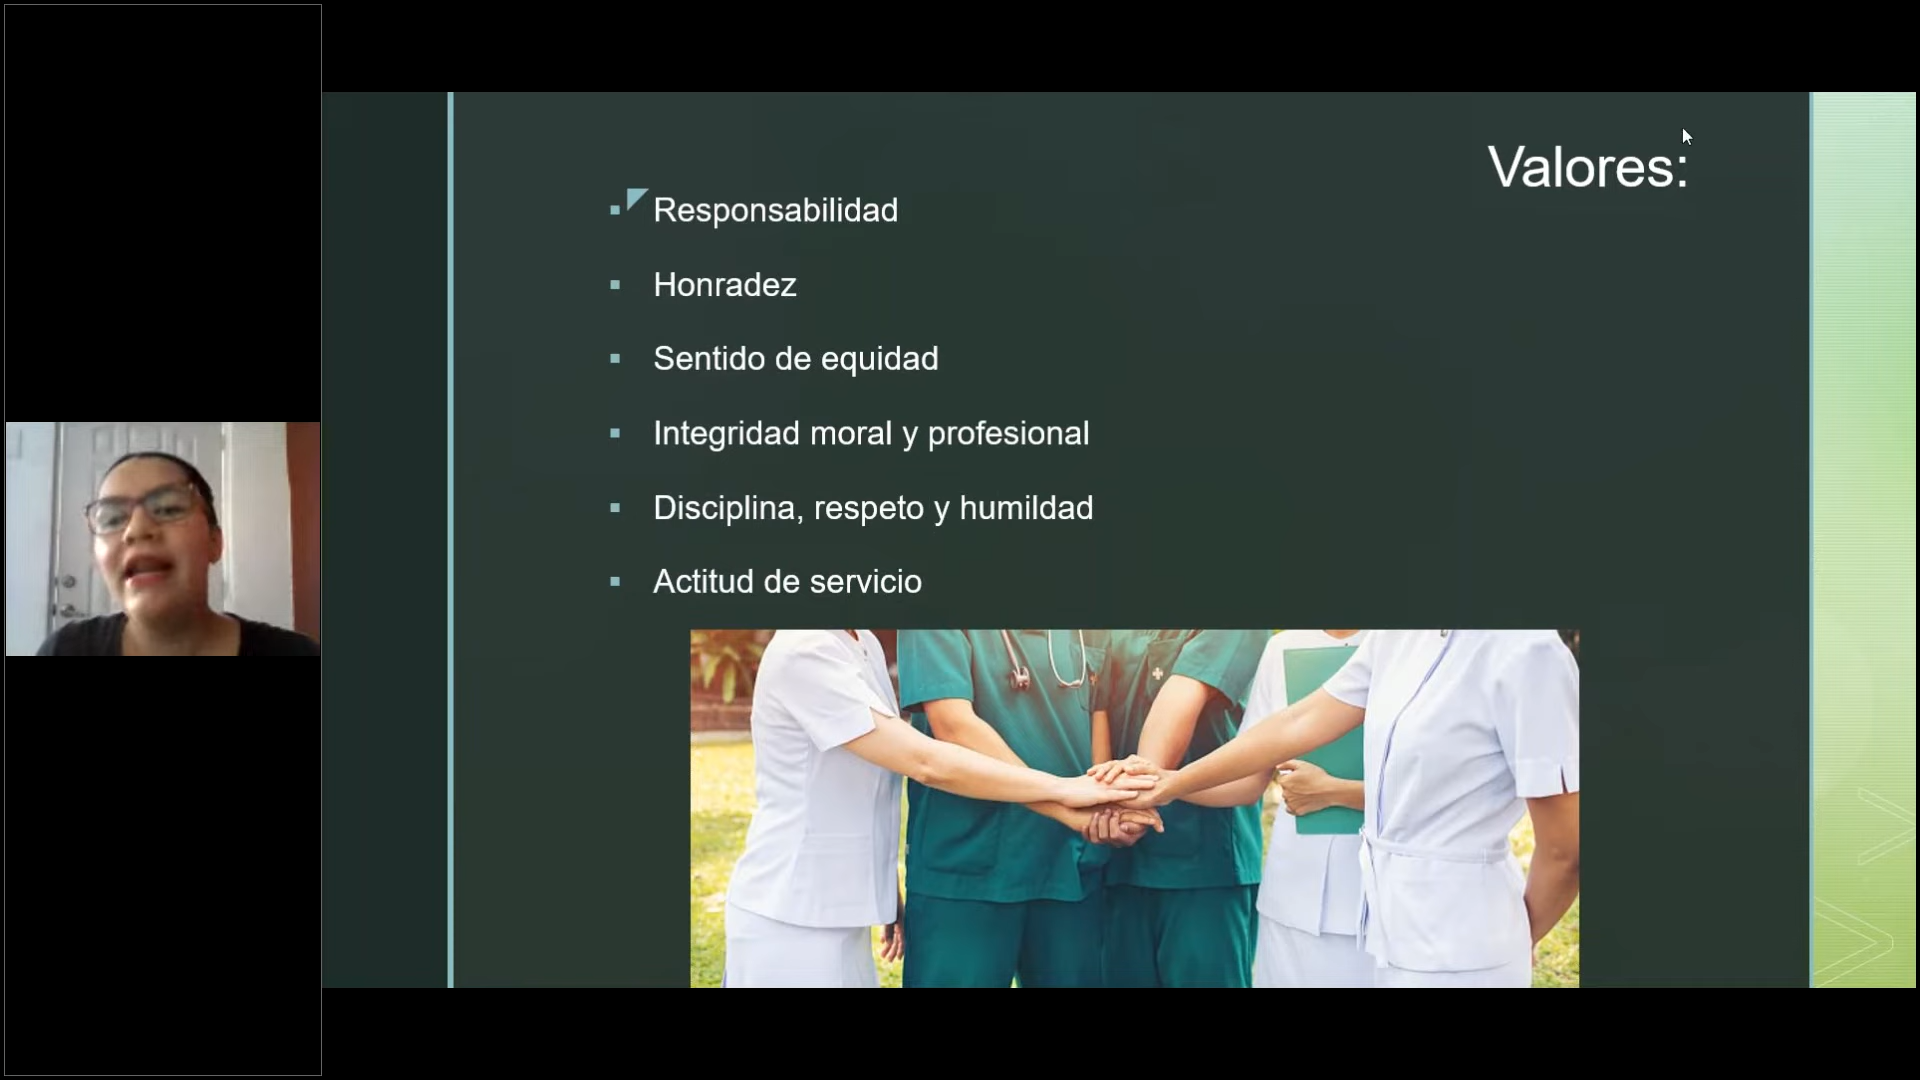 Valores:
Responsabilidad
Honradez
Sentido de equidad
Integridad moral y profesional
Disciplina, respeto y humildad
Actitud de servicio